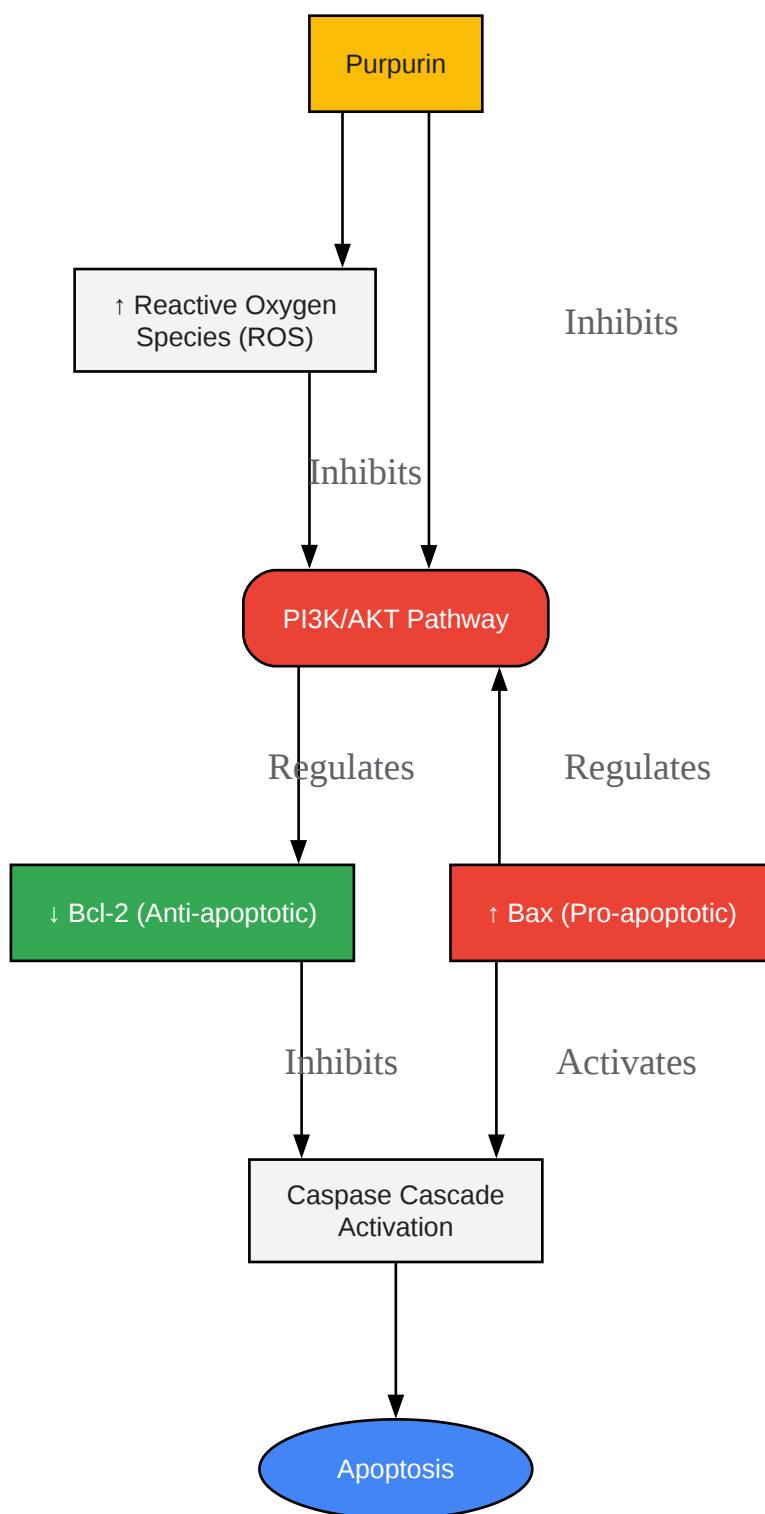 Purpurin
↑ Reactive Oxygen
Species (ROS)
Inhibits
Inhibits
PI3K/AKT Pathway
Regulates
Regulates
↓ Bcl-2 (Anti-apoptotic)
↑ Bax (Pro-apoptotic)
Inhibits
Activates
Caspase Cascade
Activation
Apoptosis